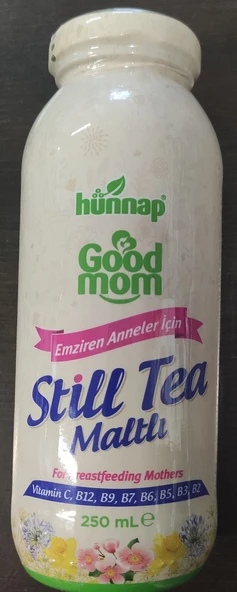 hünnap®
Good
mom
Emziren Anneler İçin
Still Tea
Maltlı
For Breastfeeding Mothers
Vitamin C, B12, B9, B7, B6, B5, B3, B2
250 mL ℮